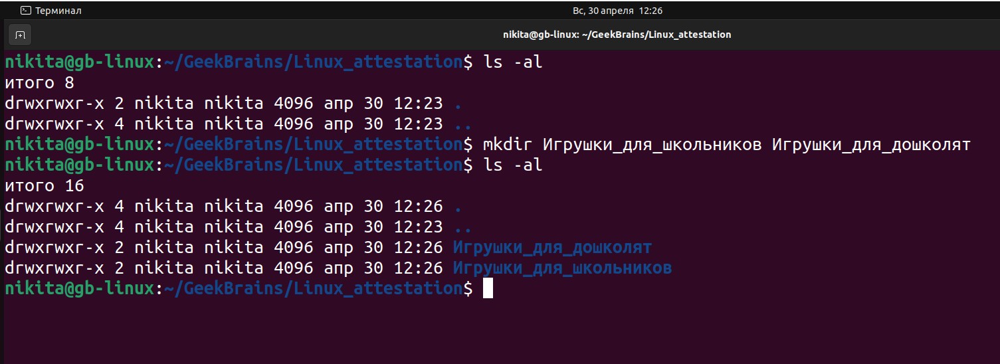 Терминал
Вс, 30 апреля 12:26
nikita@gb-linux: ~/GeekBrains/Linux_attestation
nikita@gb-linux:~/GeekBrains/Linux_attestation$ ls -al
итого 8
drwxrwxr-x 2 nikita nikita 4096 апр 30 12:23 .
drwxrwxr-x 4 nikita nikita 4096 апр 30 12:23 ..
nikita@gb-linux:~/GeekBrains/Linux_attestation$ mkdir Игрушки_для_школьников Игрушки_для_дошколят
nikita@gb-linux:~/GeekBrains/Linux_attestation$ ls -al
итого 16
drwxrwxr-x 4 nikita nikita 4096 апр 30 12:26 .
drwxrwxr-x 4 nikita nikita 4096 апр 30 12:23 ..
drwxrwxr-x 2 nikita nikita 4096 апр 30 12:26 Игрушки_для_дошколят
drwxrwxr-x 2 nikita nikita 4096 апр 30 12:26 Игрушки_для_школьников
nikita@gb-linux:~/GeekBrains/Linux_attestation$